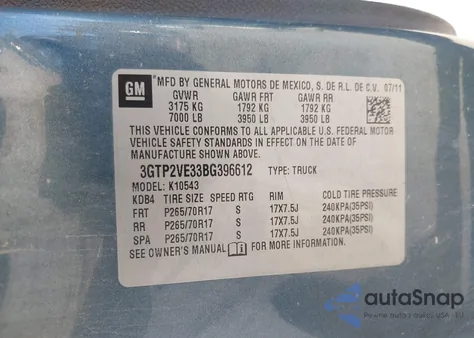 GM
MFD BY GENERAL MOTORS DE MEXICO, S. DE R.L. DE C.V. 07/11
GVWR GAWR FRT GAWR RR
3175 KG 1792 KG 1792 KG
7000 LB 3950 LB 3950 LB
THIS VEHICLE CONFORMS TO ALL APPLICABLE U.S. FEDERAL MOTOR
VEHICLE SAFETY STANDARDS IN EFFECT ON THE DATE OF
MANUFACTURE SHOWN ABOVE.
3GTP2VE33BG396612 TYPE: TRUCK
MODEL: K10543
KDB4 TIRE SIZE SPEED RTG RIM COLD TIRE PRESSURE
FRT P265/70R17 S 17X7.5J 240KPA(35PSI)
RR P265/70R17 S 17X7.5J 240KPA(35PSI)
SPA P265/70R17 S 17X7.5J 240KPA(35PSI)
SEE OWNER'S MANUAL FOR MORE INFORMATION.
autoSnap
Pewne auto z USA i EU